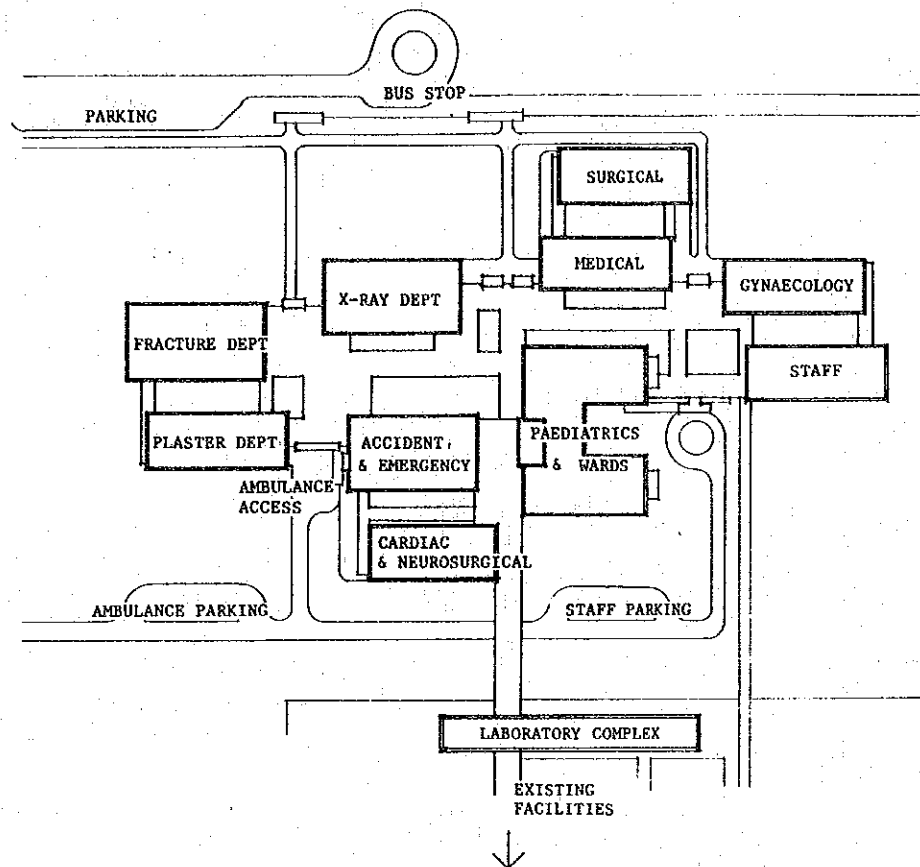 BUS STOP
PARKING
SURGICAL
MEDICAL
GYNAECOLOGY
X-RAY DEPT
FRACTURE DEPT
STAFF
PLASTER DEPT
ACCIDENT,
& EMERGENCY
PAEDIATRICS
& WARDS
AMBULANCE
ACCESS
CARDIAC
& NEUROSURGICAL
AMBULANCE PARKING
STAFF PARKING
LABORATORY COMPLEX
EXISTING
FACILITIES